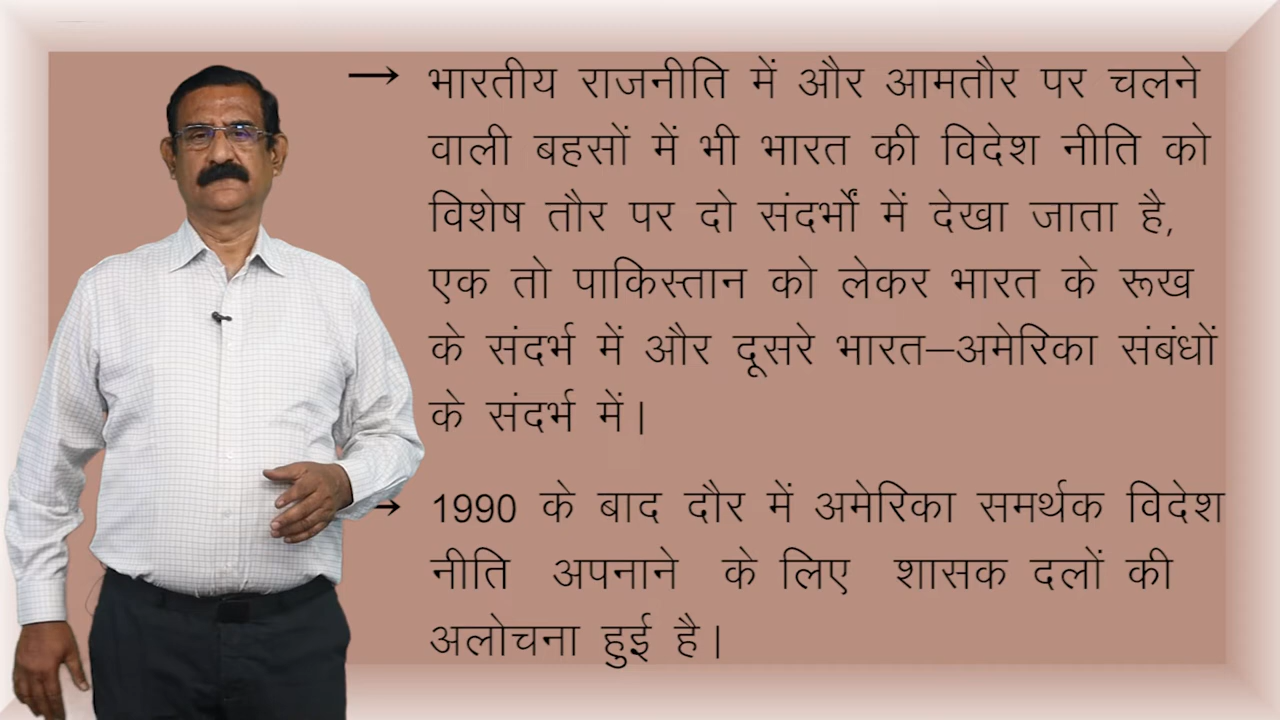 → भारतीय राजनीति में और आमतौर पर चलने
वाली बहसों में भी भारत की विदेश नीति को
विशेष तौर पर दो संदर्भों में देखा जाता है,
एक तो पाकिस्तान को लेकर भारत के रूख
के संदर्भ में और दूसरे भारत–अमेरिका संबंधों
के संदर्भ में।
→ 1990 के बाद दौर में अमेरिका समर्थक विदेश
नीति अपनाने के लिए शासक दलों की
अलोचना हुई है।